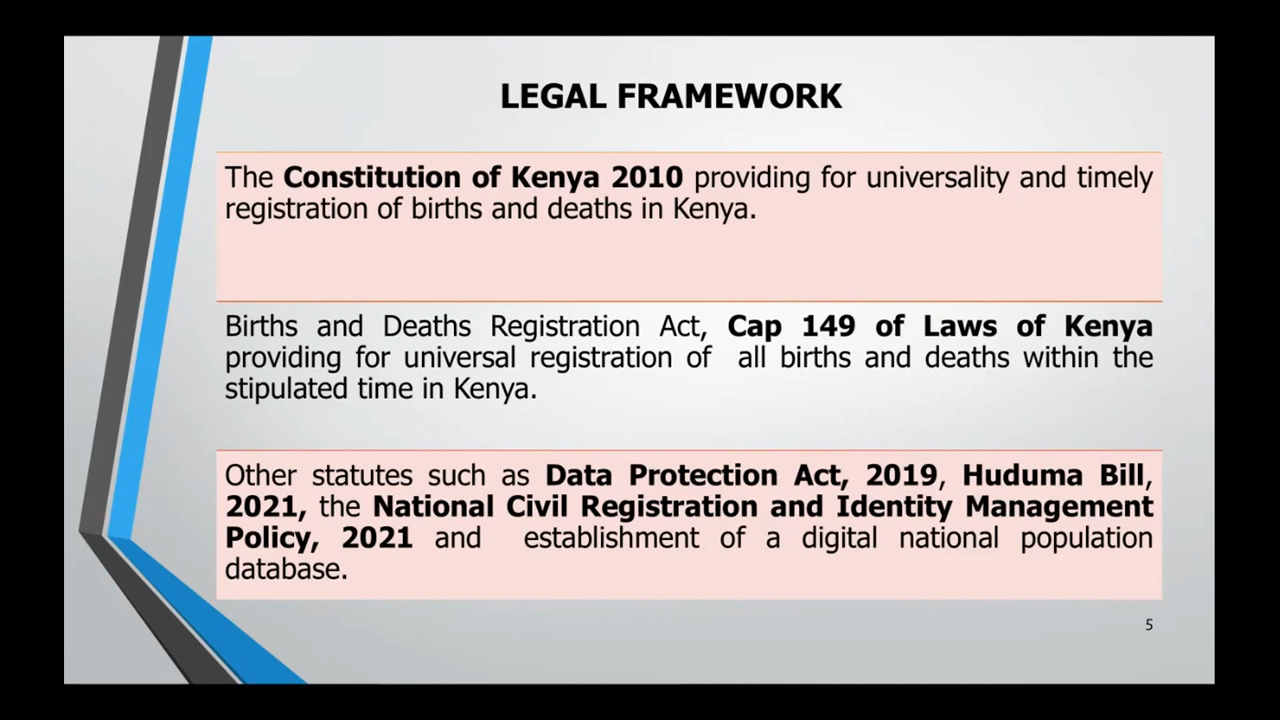 LEGAL FRAMEWORK
The Constitution of Kenya 2010 providing for universality and timely
registration of births and deaths in Kenya.
Births and Deaths Registration Act, Cap 149 of Laws of Kenya
providing for universal registration of all births and deaths within the
stipulated time in Kenya.
Other statutes such as Data Protection Act, 2019, Huduma Bill,
2021, the National Civil Registration and Identity Management
Policy, 2021 and establishment of a digital national population
database.
5